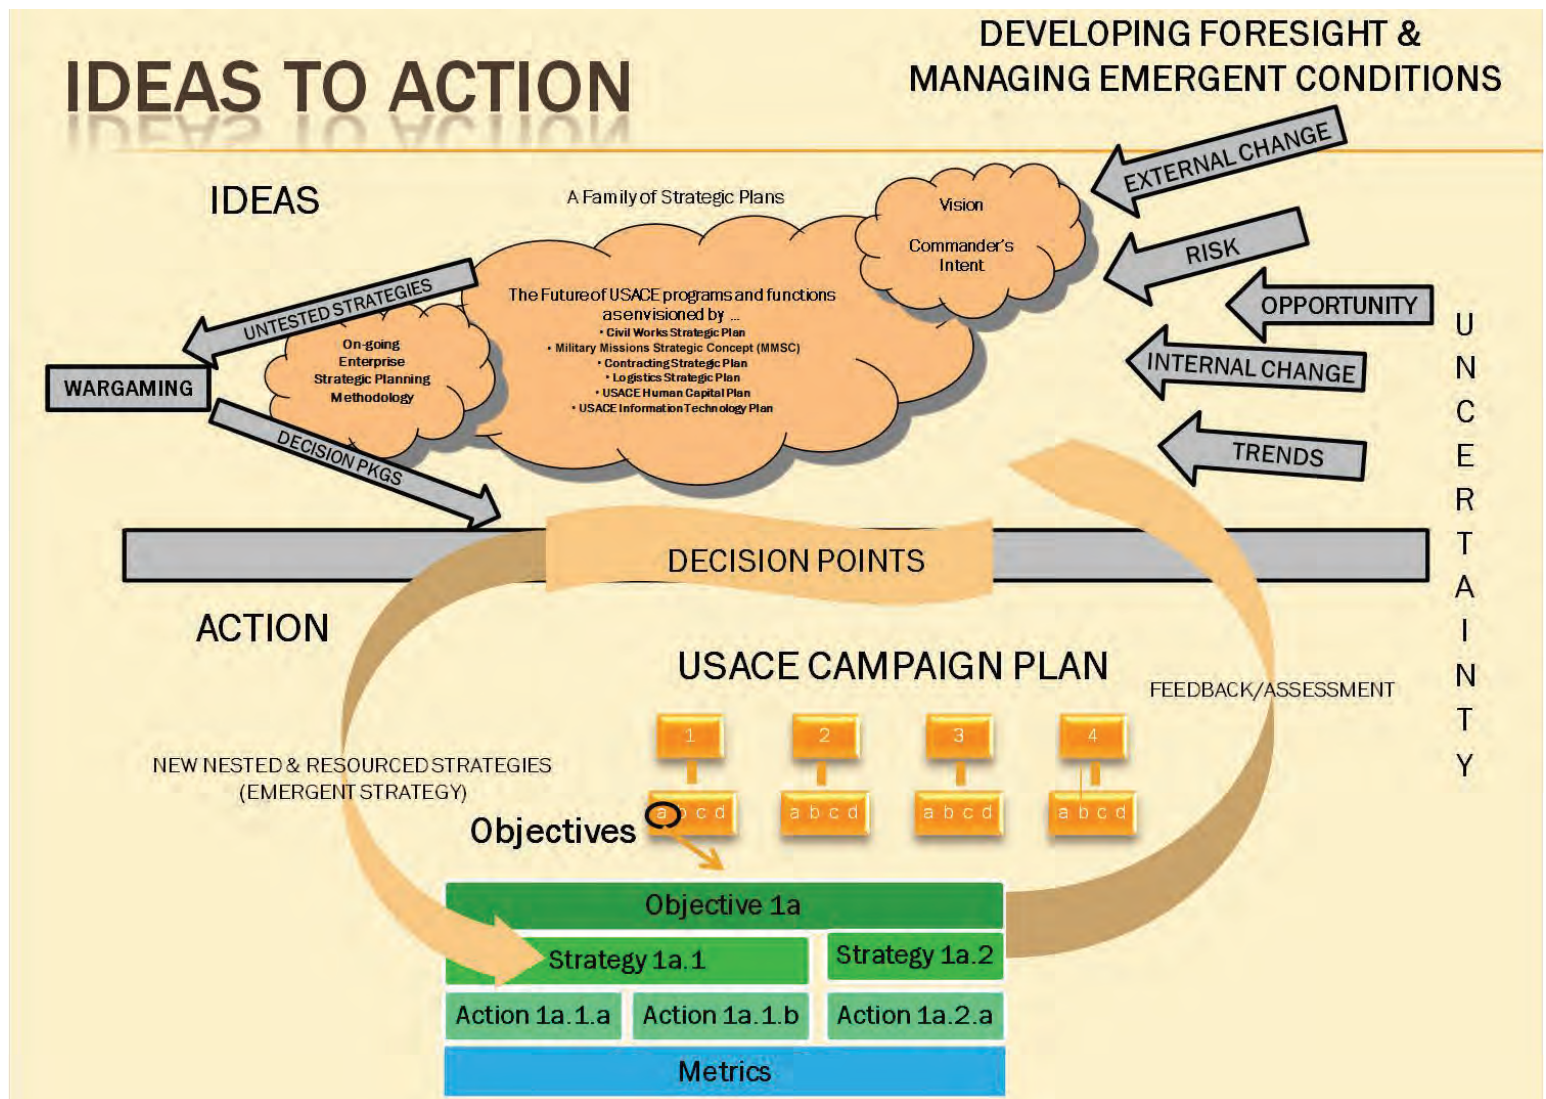 DEVELOPING FORESIGHT &
MANAGING EMERGENT CONDITIONS
IDEAS TO ACTION
EXTERNAL CHANGE
IDEAS
A Family of Strategic Plans
Vision
Commander's
Intent
RISK
OPPORTUNITY
INTERNAL CHANGE
TRENDS
UNCERTAINTY
UNTESTED STRATEGIES
The Future of USACE programs and functions
as envisioned by ...
• Civil Works Strategic Plan
• Military Missions Strategic Concept (MMSC)
• Contracting Strategic Plan
• Logistics Strategic Plan
• USACE Human Capital Plan
• USACE Information Technology Plan
On-going
Enterprise
Strategic Planning
Methodology
WARGAMING
DECISION PKGS
DECISION POINTS
ACTION
USACE CAMPAIGN PLAN
FEEDBACK/ASSESSMENT
1 2 3 4
NEW NESTED & RESOURCED STRATEGIES
(EMERGENT STRATEGY)
a b c d a b c d a b c d a b c d
Objectives
Objective 1a
Strategy 1a.1 Strategy 1a.2
Action 1a.1.a Action 1a.1.b Action 1a.2.a
Metrics